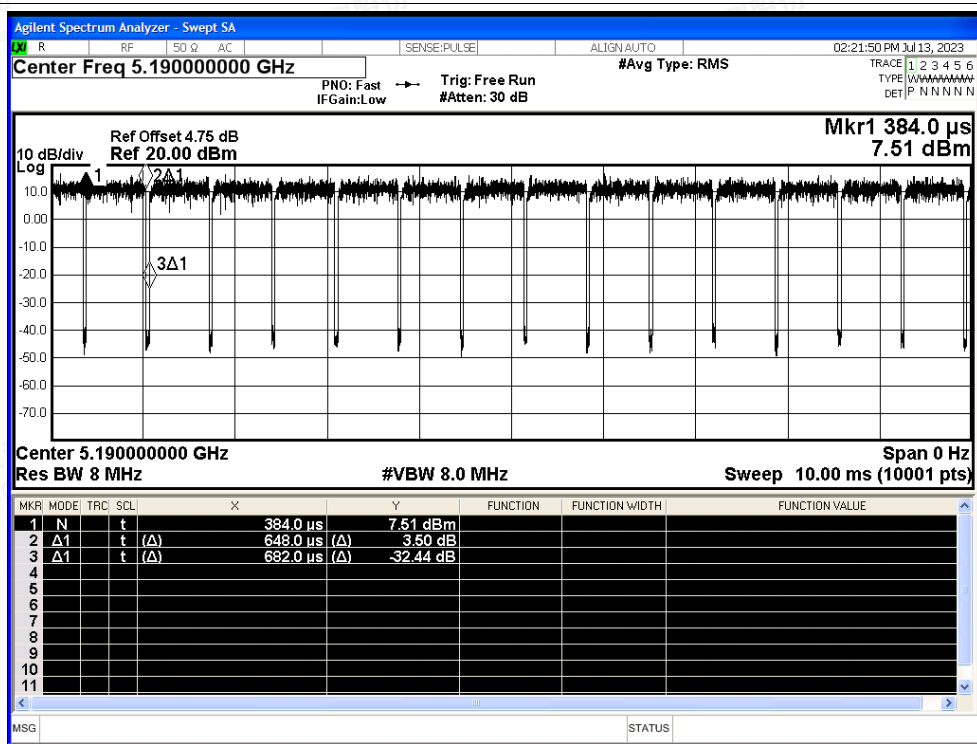 Agilent Spectrum Analyzer - Swept SA
LXI R RF 50 Ω AC SENSE:PULSE ALIGN AUTO 02:21:50 PM Jul 13, 2023
Center Freq 5.190000000 GHz
PNO: Fast
IFGain:Low
Trig: Free Run
#Atten: 30 dB
#Avg Type: RMS
TRACE 1 2 3 4 5 6
TYPE WWWWWW
DET P N N N N N
Mkr1 384.0 µs
7.51 dBm
Ref Offset 4.75 dB
10 dB/div Ref 20.00 dBm
Log
1 2Δ1
10.0
0.00
-10.0
3Δ1
-20.0
-30.0
-40.0
-50.0
-60.0
-70.0
Center 5.190000000 GHz Span 0 Hz
Res BW 8 MHz #VBW 8.0 MHz Sweep 10.00 ms (10001 pts)
MKR MODE TRC SCL X Y FUNCTION FUNCTION WIDTH FUNCTION VALUE
1 N t 384.0 µs 7.51 dBm
2 Δ1 t (Δ) 648.0 µs (Δ) 3.50 dB
3 Δ1 t (Δ) 682.0 µs (Δ) -32.44 dB
4
5
6
7
8
9
10
11
MSG STATUS